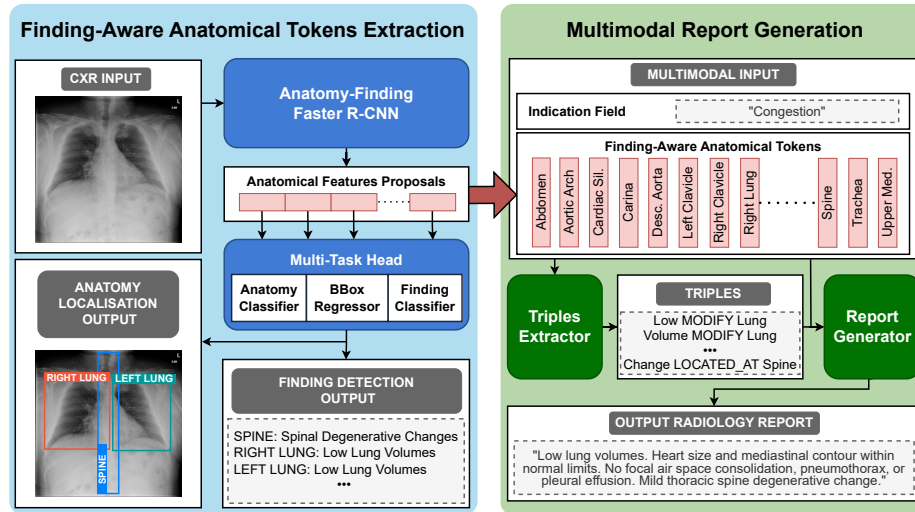 Finding-Aware Anatomical Tokens Extraction
CXR INPUT
L
Anatomy-Finding
Faster R-CNN
Anatomical Features Proposals
Multi-Task Head
Anatomy
Classifier
BBox
Regressor
Finding
Classifier
ANATOMY
LOCALISATION
OUTPUT
L
RIGHT LUNG
LEFT LUNG
SPINE
FINDING DETECTION
OUTPUT
SPINE: Spinal Degenerative Changes
RIGHT LUNG: Low Lung Volumes
LEFT LUNG: Low Lung Volumes
•••
Multimodal Report Generation
MULTIMODAL INPUT
Indication Field
"Congestion"
Finding-Aware Anatomical Tokens
Abdomen
Aortic Arch
Cardiac Sil.
Carina
Desc. Aorta
Left Clavide
Right Clavicle
Right Lung
Spine
Trachea
Upper Med.
Triples
Extractor
TRIPLES
Low MODIFY Lung
Volume MODIFY Lung
•••
Change LOCATED_AT Spine
Report
Generator
OUTPUT RADIOLOGY REPORT
"Low lung volumes. Heart size and mediastinal contour within
normal limits. No focal air space consolidation, pneumothorax, or
pleural effusion. Mild thoracic spine degenerative change."